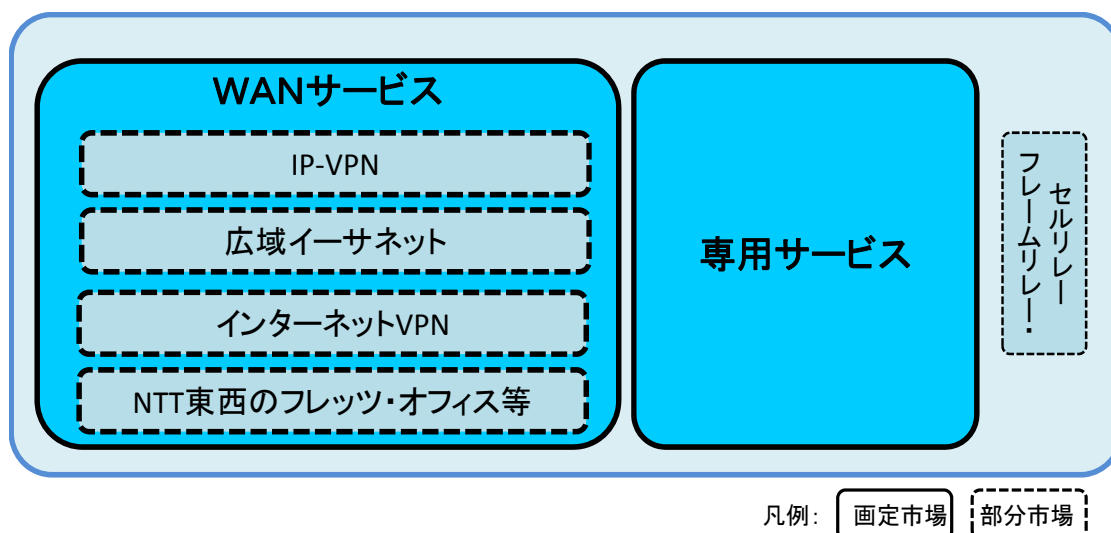 WANサービス
IP-VPN
広域イーサネット
インターネットVPN
NTT東西のフレッツ・オフィス等
専用サービス
フレームリレー・
セルリレー
凡例:
画定市場
部分市場